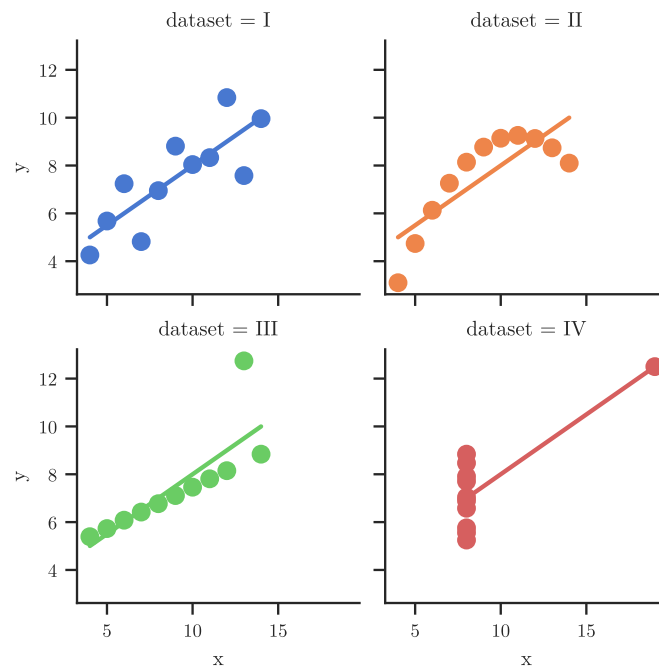 dataset = I
dataset = II
12
10
y
8
6
4
dataset = III
dataset = IV
12
10
y
8
6
4
5
10
15
5
10
15
x
x